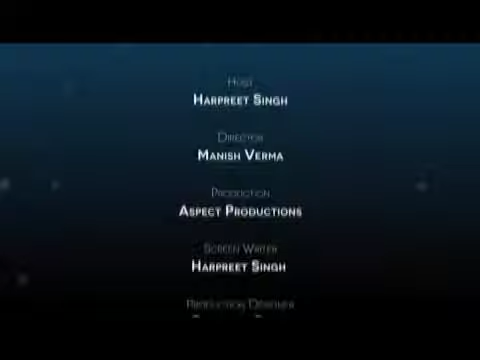 Host
Harpreet Singh
Director
Manish Verma
Production
Aspect Productions
Screen Writer
Harpreet Singh
Production Designer